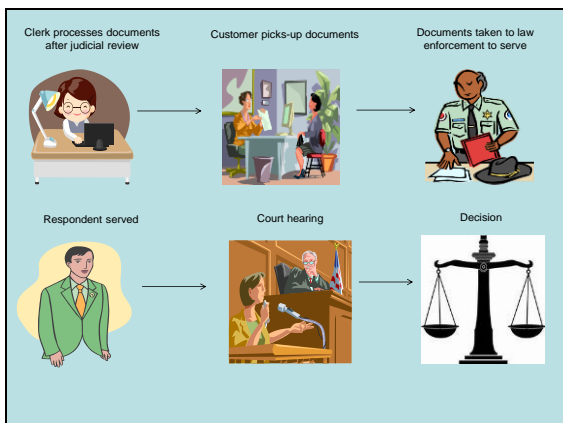 Clerk processes documents
after judicial review
Customer picks-up documents
Documents taken to law
enforcement to serve
Respondent served
Court hearing
Decision